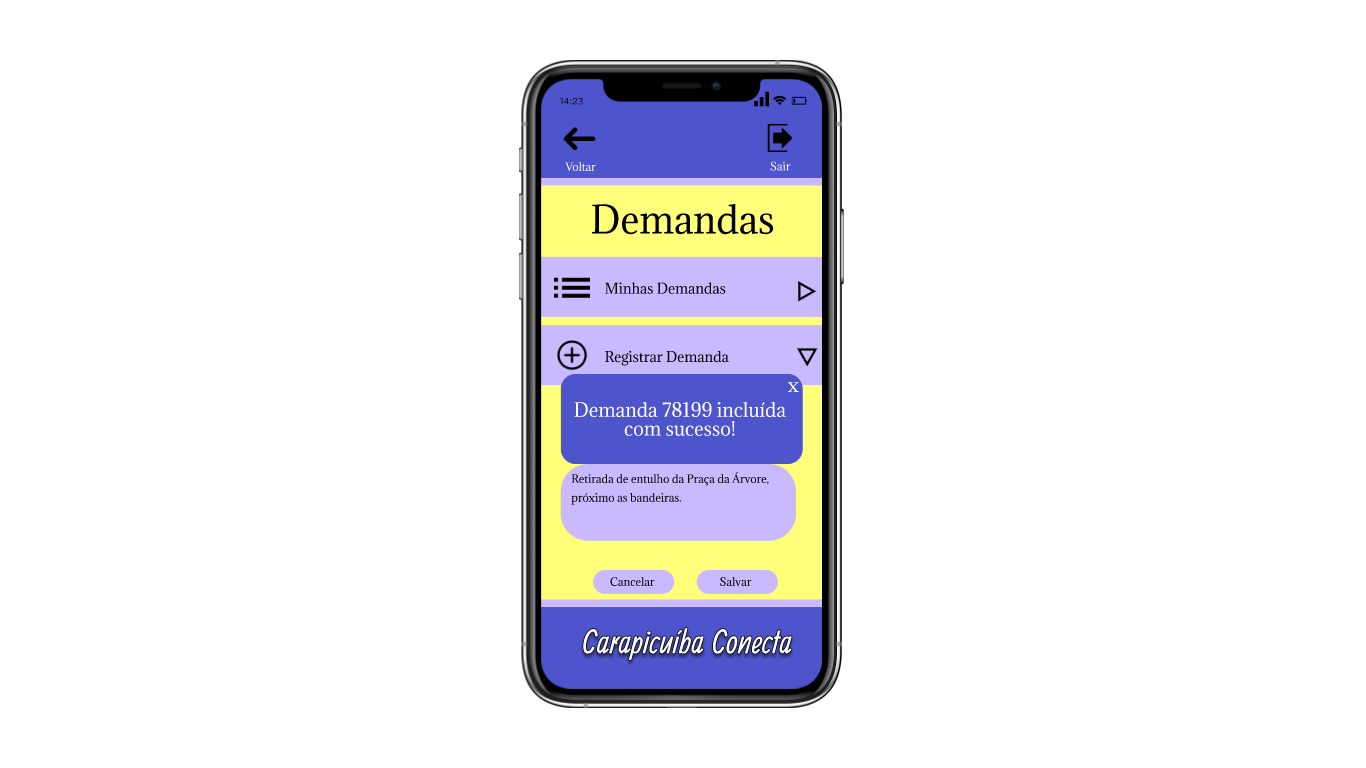 14:23
Voltar
Sair
Demandas
Minhas Demandas
Registrar Demanda
x
Demanda 78199 incluída
com sucesso!
Retirada de entulho da Praça da Árvore,
próximo as bandeiras.
Cancelar
Salvar
Carapicuíba Conecta